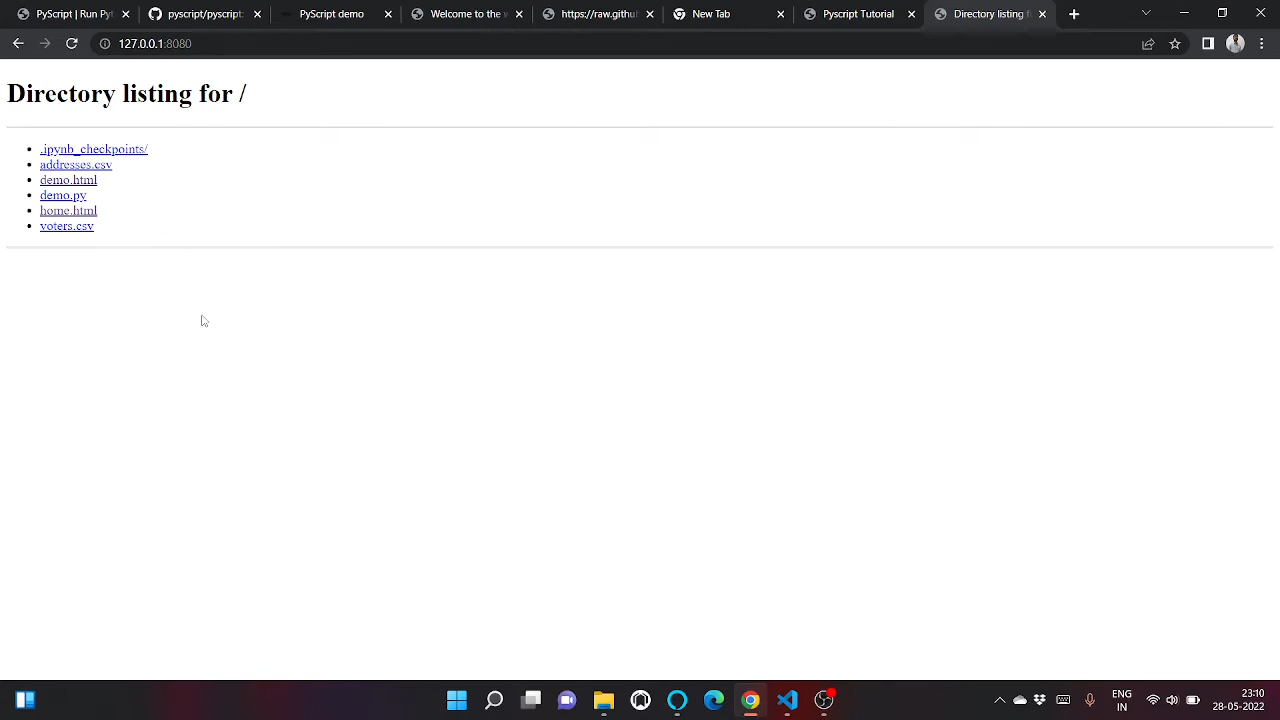 PyScript | Run Pyt
pyscript/pyscript:
PyScript demo
Welcome to the w
https://raw.githul
New Tab
Pyscript Tutorial
Directory listing fo
127.0.0.1:8080
Directory listing for /
.ipynb_checkpoints/
addresses.csv
demo.html
demo.py
home.html
voters.csv
ENG
IN
23:10
28-05-2022